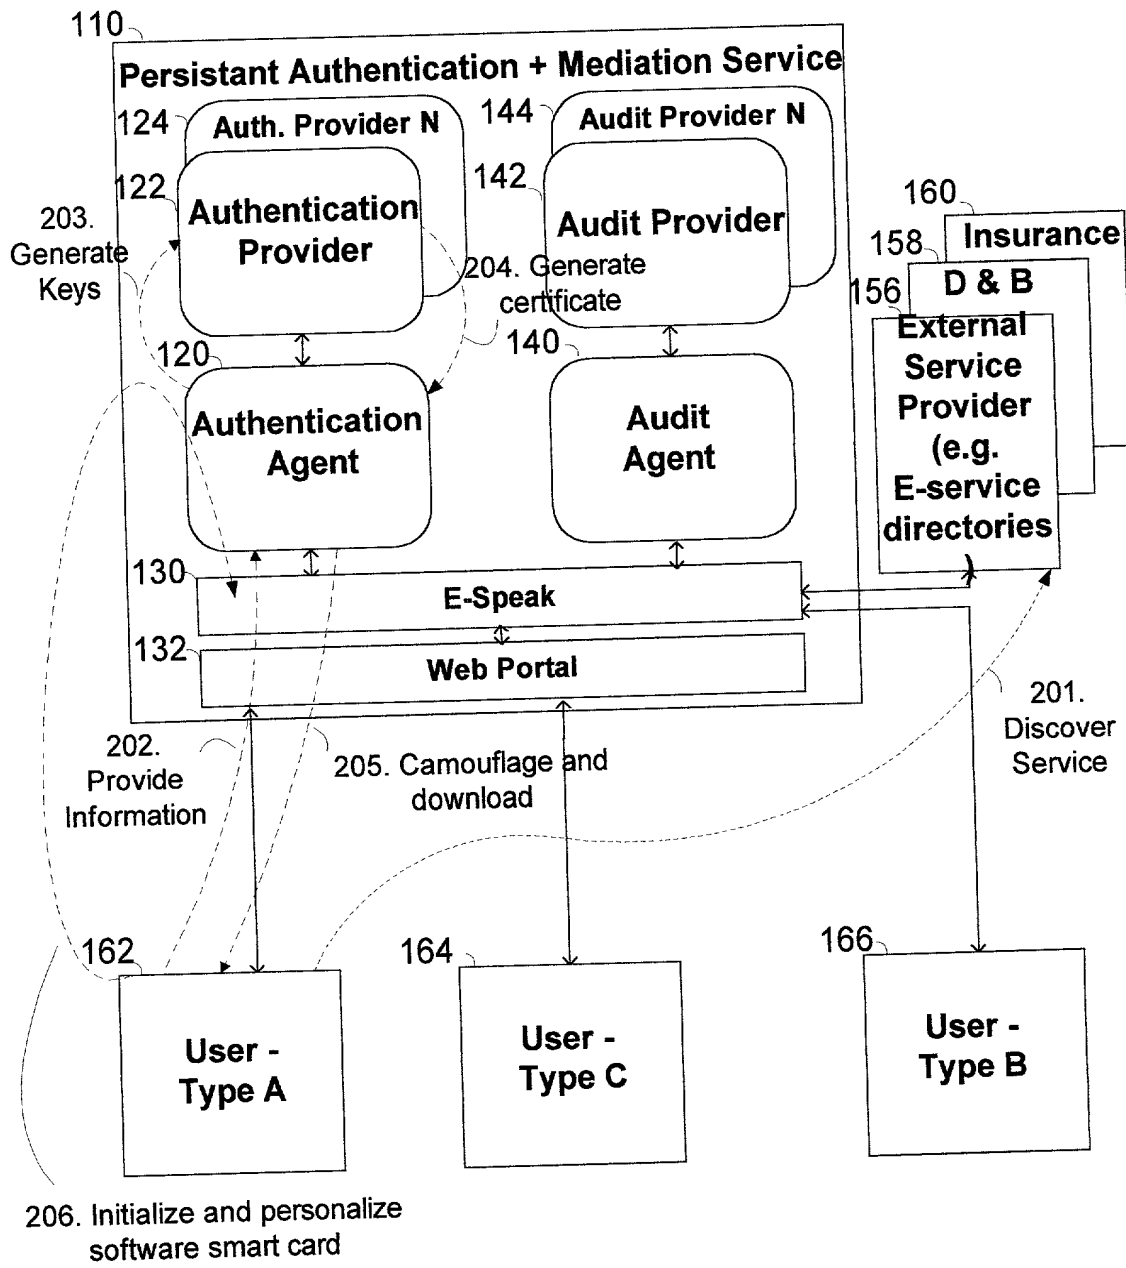 110
Persistant Authentication + Mediation Service
124
Auth. Provider N
144
Audit Provider N
122
Authentication
Provider
142
Audit Provider
203.
Generate
Keys
204. Generate
certificate
160
Insurance
158
D & B
156
External
Service
Provider
(e.g.
E-service
directories
)
120
Authentication
Agent
140
Audit
Agent
130
E-Speak
132
Web Portal
202.
Provide
Information
205. Camouflage and
download
201.
Discover
Service
162
User -
Type A
164
User -
Type C
166
User -
Type B
206. Initialize and personalize
software smart card